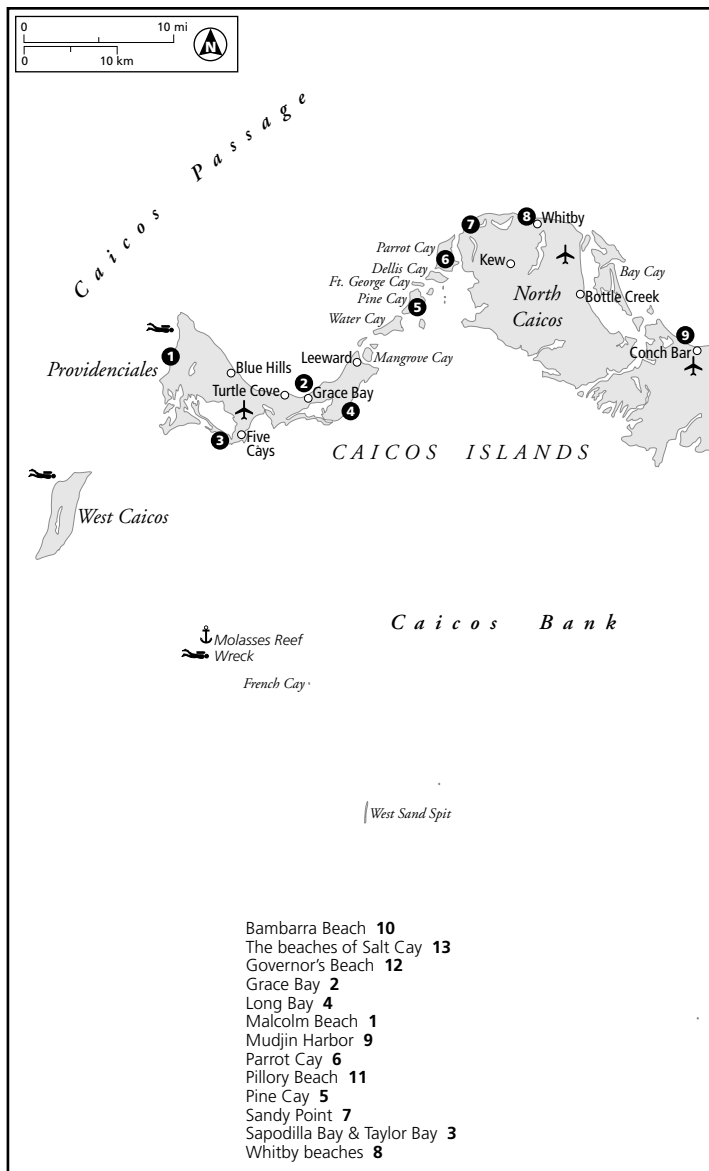 0 10 mi
0 10 km
N
Caicos Passage
7
8
Whitby
Parrot Cay
6
Kew
Dellis Cay
Ft. George Cay
Pine Cay
5
Water Cay
North
Caicos
Bay Cay
Bottle Creek
9
Conch Bar
1
Providenciales
Blue Hills
Leeward
Mangrove Cay
Turtle Cove
2
Grace Bay
4
3
Five
Cays
CAICOS ISLANDS
West Caicos
Caicos Bank
Molasses Reef
Wreck
French Cay
West Sand Spit
Bambarra Beach 10
The beaches of Salt Cay 13
Governor's Beach 12
Grace Bay 2
Long Bay 4
Malcolm Beach 1
Mudjin Harbor 9
Parrot Cay 6
Pillory Beach 11
Pine Cay 5
Sandy Point 7
Sapodilla Bay & Taylor Bay 3
Whitby beaches 8